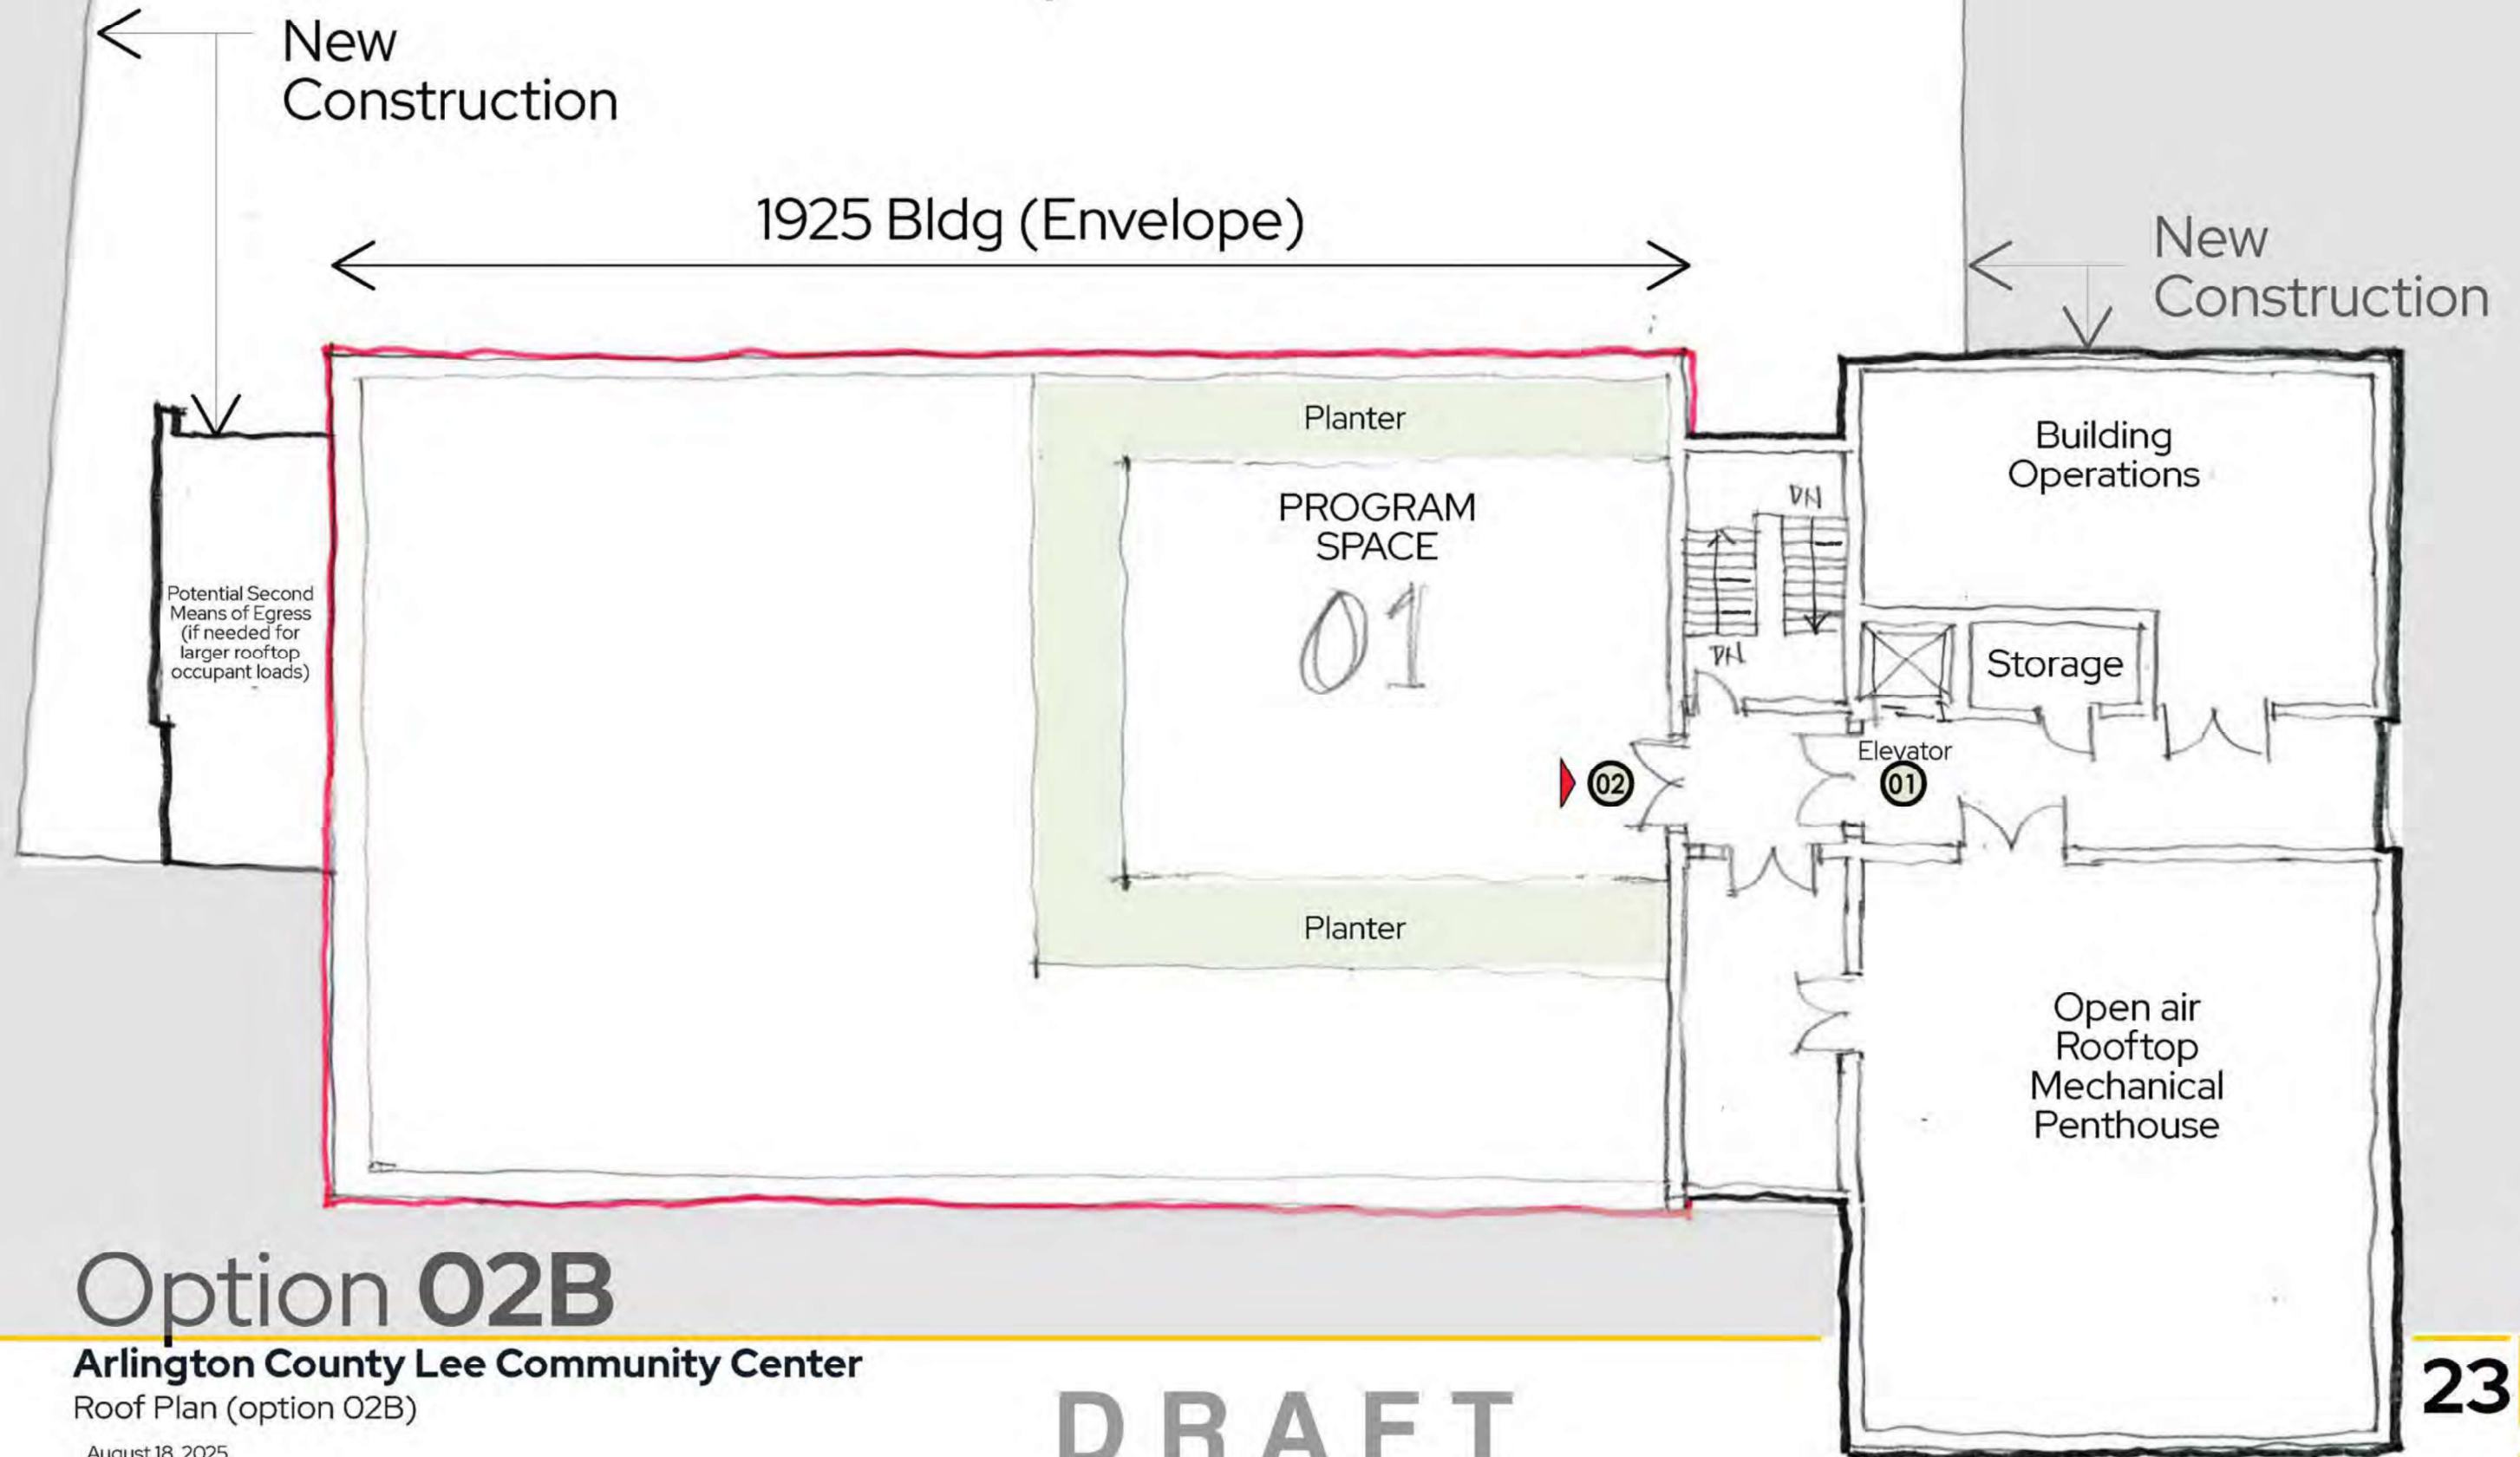 New
Construction
1925 Bldg (Envelope)
New
Construction
Planter
PROGRAM
SPACE
01
DN
DN
Building
Operations
Storage
Potential Second
Means of Egress
(if needed for
larger rooftop
occupant loads)
Elevator
02
01
Planter
Open air
Rooftop
Mechanical
Penthouse
Option 02B
Arlington County Lee Community Center
Roof Plan (option 02B)
August 18, 2025
DRAFT
23